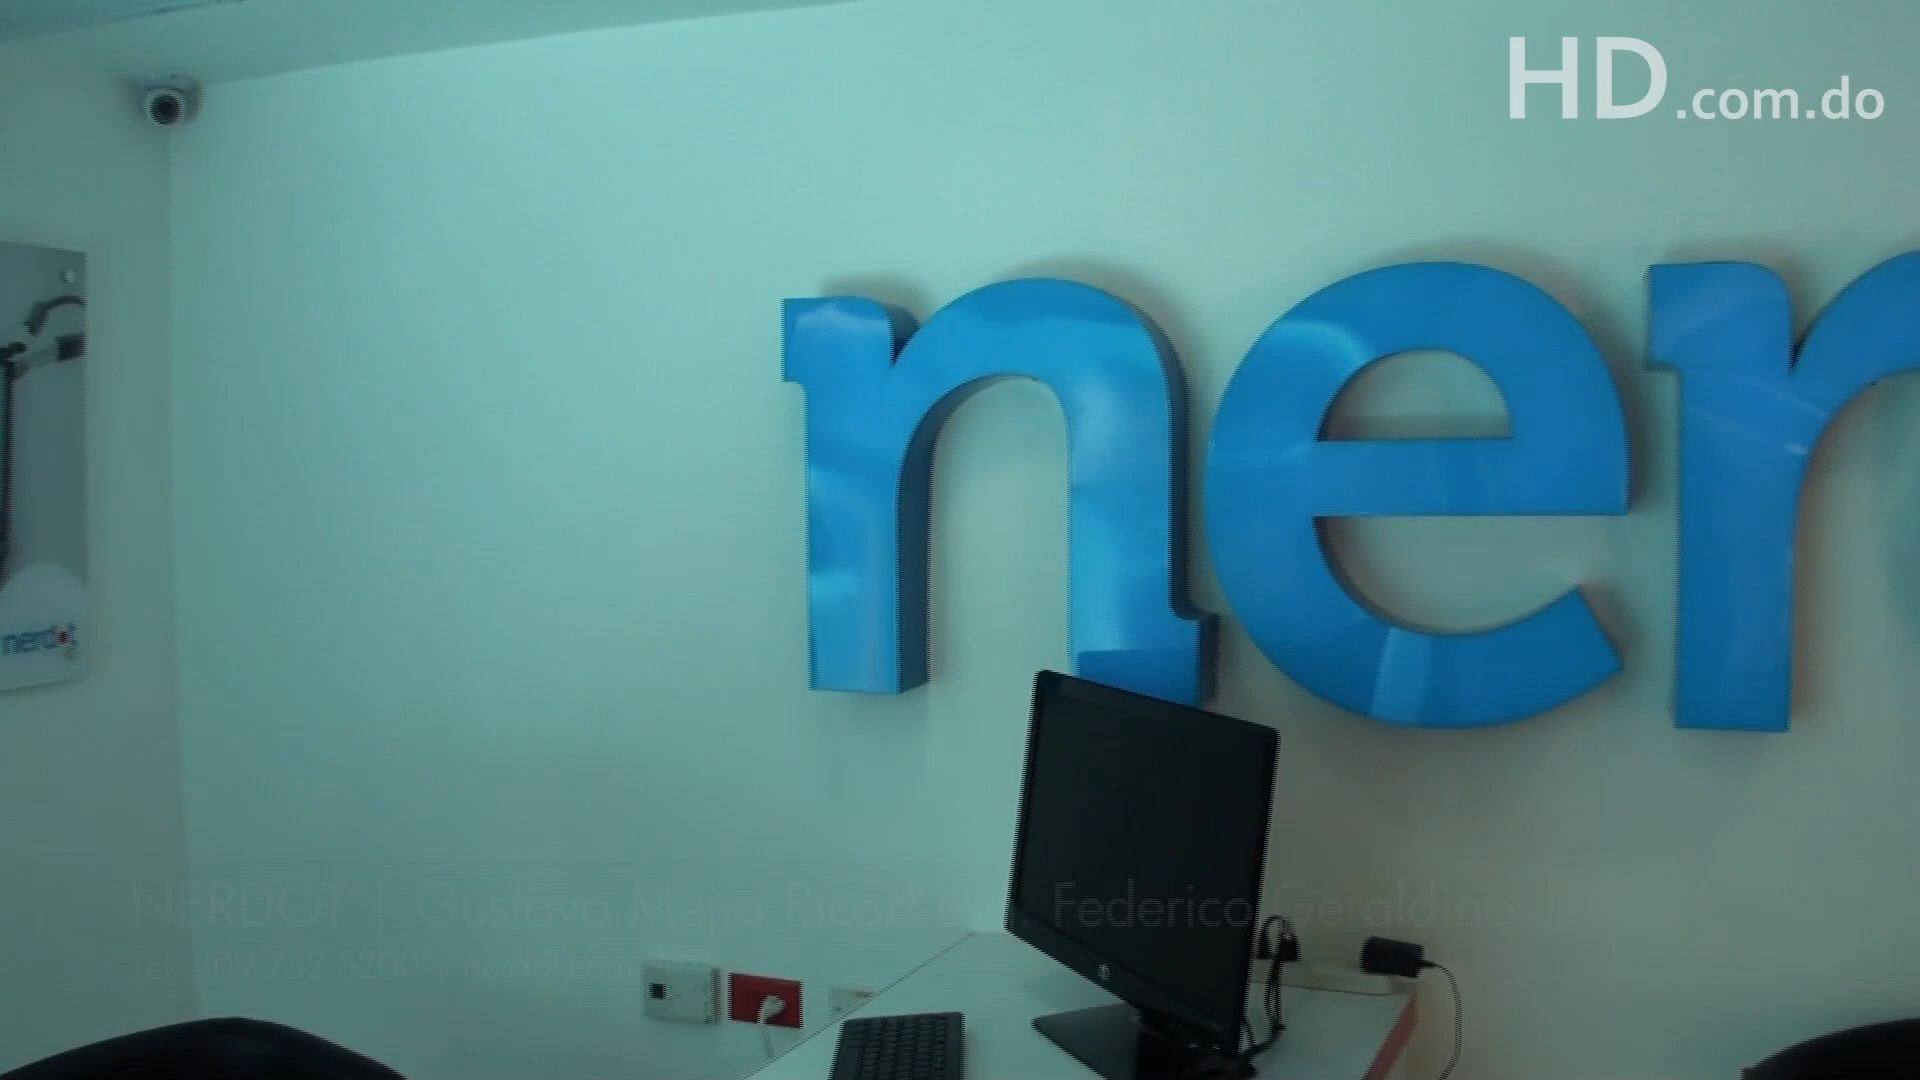 HD.com.do
ner
nerdot
NERDOT | Gustavo Mejía Ricart Federico Geraldino
Tel. 809-732-5200 | nerdot.com